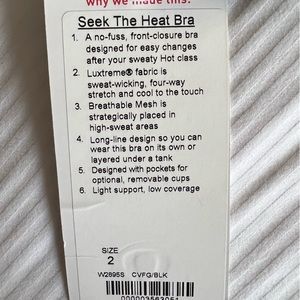 why we made this:
Seek The Heat Bra
1. A no-fuss, front-closure bra
designed for easy changes
after your sweaty Hot class
2. Luxtreme® fabric is
sweat-wicking, four-way
stretch and cool to the touch
3. Breathable Mesh is
strategically placed in
high-sweat areas
4. Long-line design so you can
wear this bra on its own or
layered under a tank
5. Designed with pockets for
optional, removable cups
6. Light support, low coverage
SIZE
2
W2895S CVFG/BLK